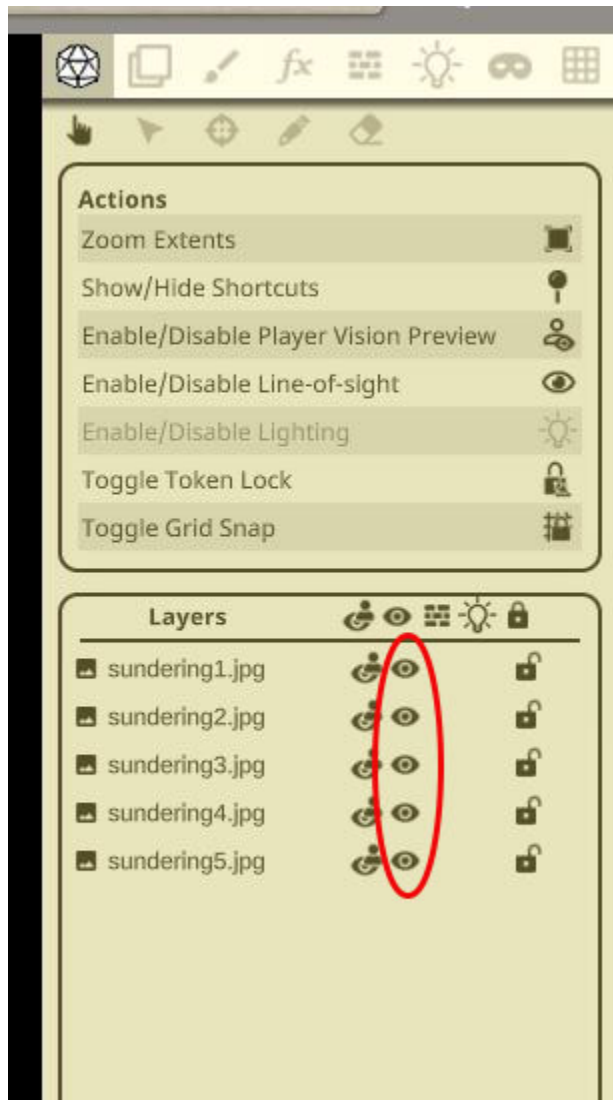 fx
Actions
Zoom Extents
Show/Hide Shortcuts
Enable/Disable Player Vision Preview
Enable/Disable Line-of-sight
Enable/Disable Lighting
Toggle Token Lock
Toggle Grid Snap
Layers
sundering1.jpg
sundering2.jpg
sundering3.jpg
sundering4.jpg
sundering5.jpg